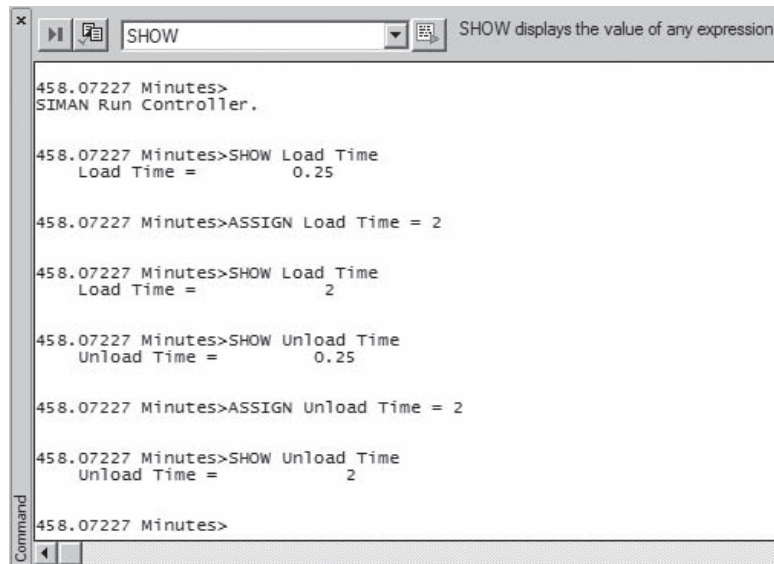 SHOW
SHOW displays the value of any expression
458.07227 Minutes>
SIMAN Run Controller.
458.07227 Minutes>SHOW Load Time
Load Time = 0.25
458.07227 Minutes>ASSIGN Load Time = 2
458.07227 Minutes>SHOW Load Time
Load Time = 2
458.07227 Minutes>SHOW Unload Time
Unload Time = 0.25
458.07227 Minutes>ASSIGN Unload Time = 2
458.07227 Minutes>SHOW Unload Time
Unload Time = 2
458.07227 Minutes>
Command